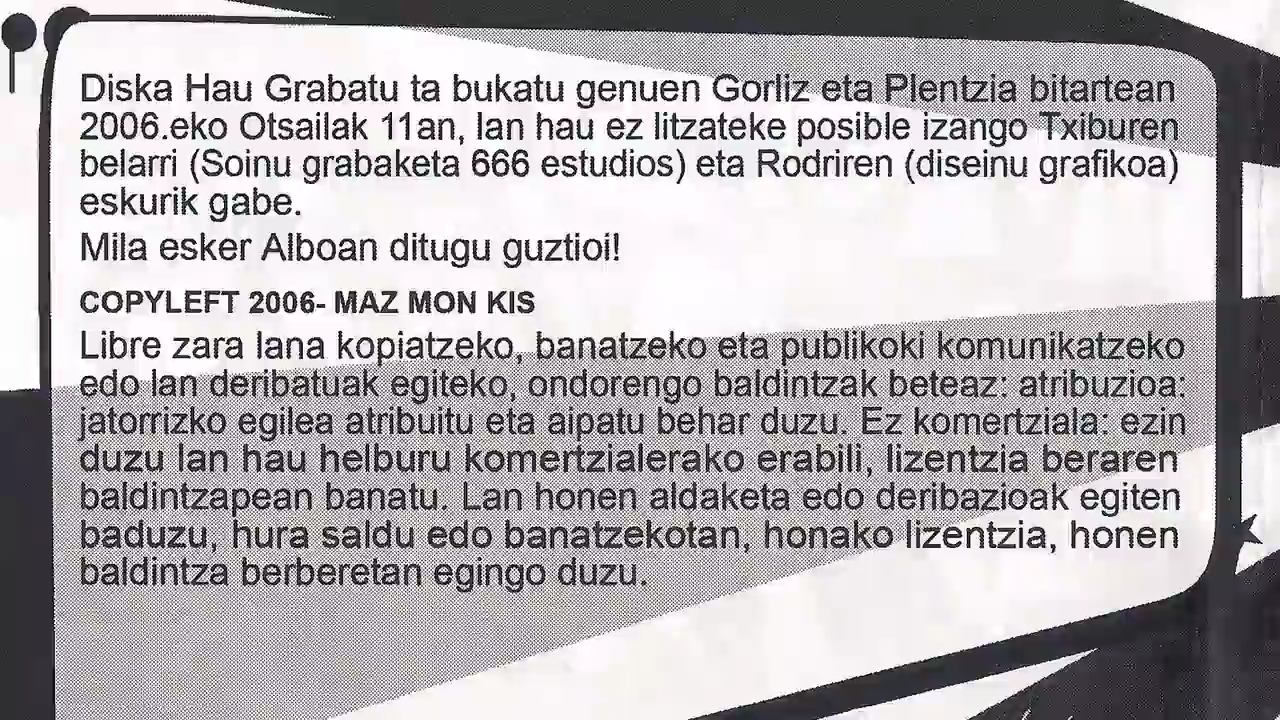 Diska Hau Grabatu ta bukatu genuen Gorliz eta Plentzia bitartean
2006.eko Otsailak 11an, lan hau ez litzateke posible izango Txiburen
belarri (Soinu grabaketa 666 estudios) eta Rodriren (diseinu grafikoa)
eskurik gabe.
Mila esker Alboan ditugu guztioi!
COPYLEFT 2006- MAZ MON KIS
Libre zara lana kopiatzeko, banatzeko eta publikoki komunikatzeko
edo lan deribatuak egiteko, ondorengo baldintzak beteaz: atribuzioa:
jatorrizko egilea atribuitu eta aipatu behar duzu. Ez komertziala: ezin
duzu lan hau helburu komertzialerako erabili, lizentzia beraren
baldintzapean banatu. Lan honen aldaketa edo deribazioak egiten
baduzu, hura saldu edo banatzekotan, honako lizentzia, honen
baldintza berberetan egingo duzu.